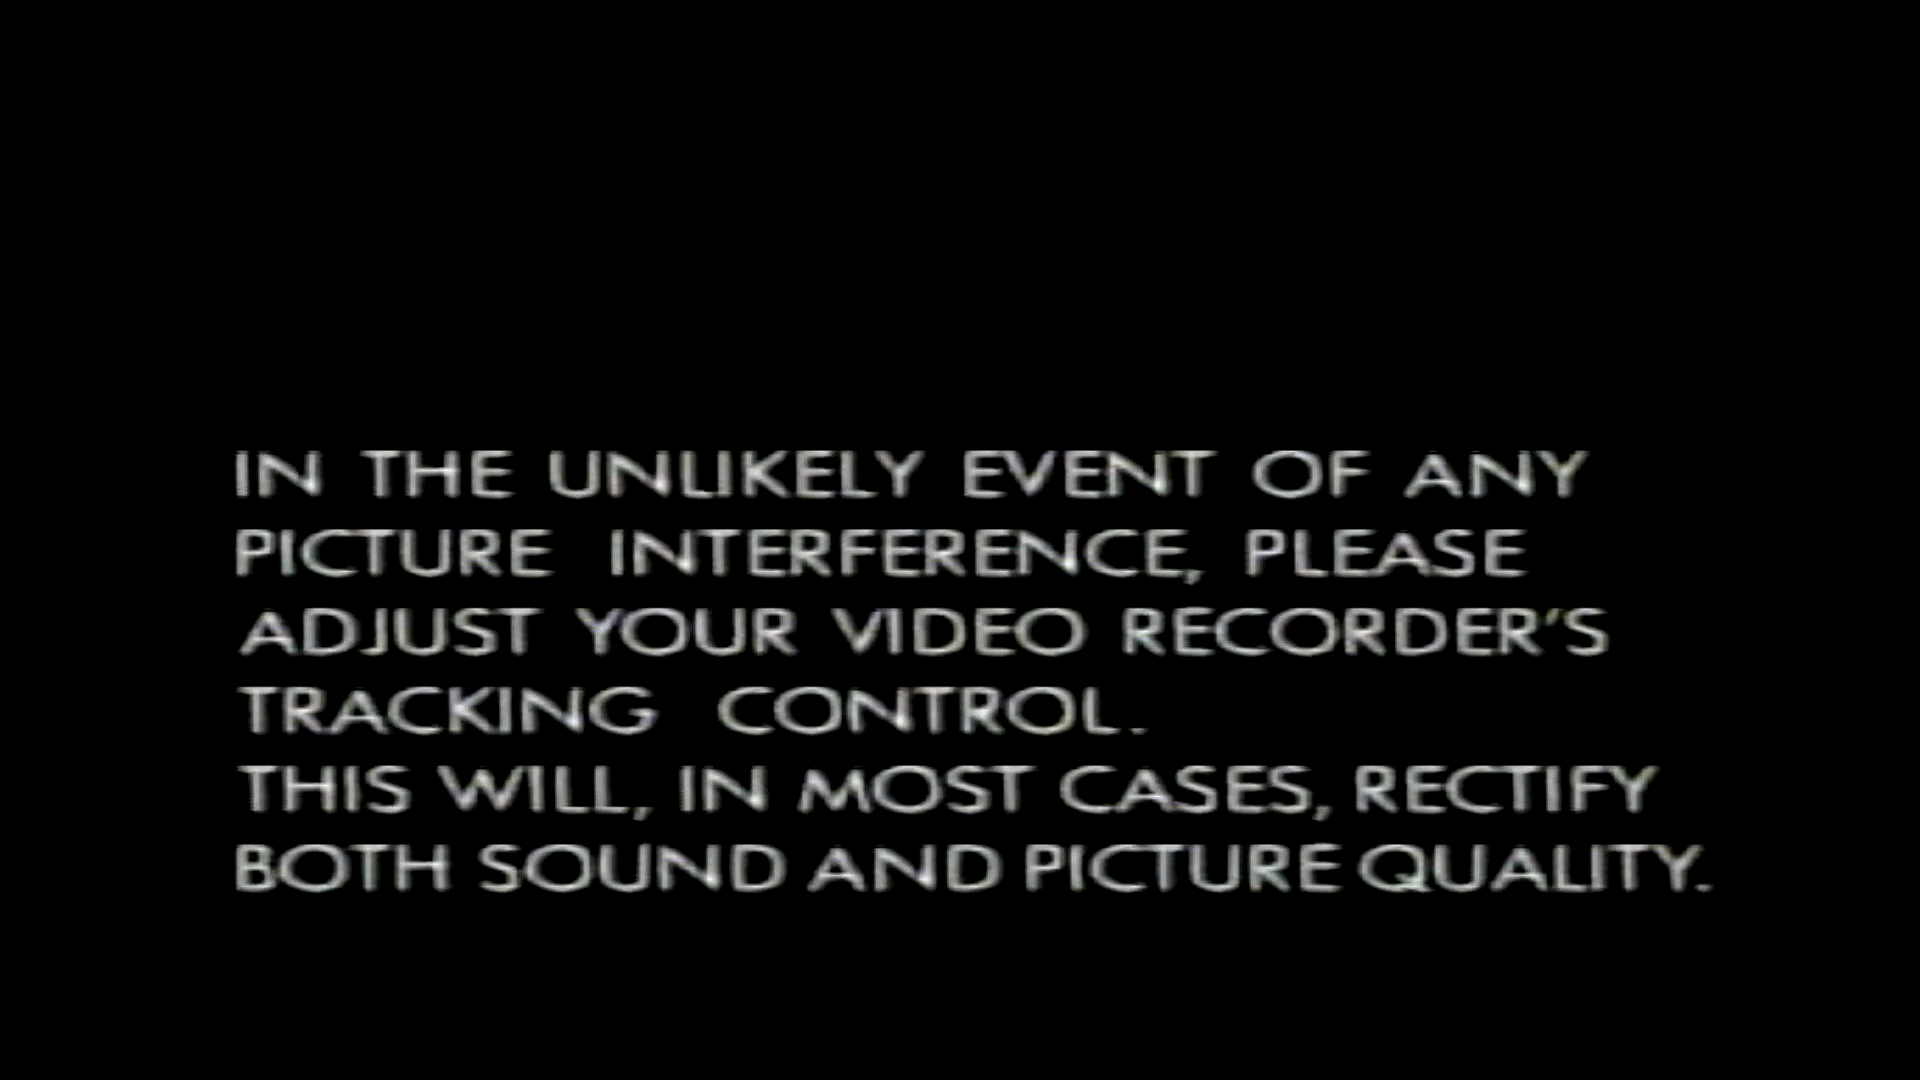 IN THE UNLIKELY EVENT OF ANY
PICTURE INTERFERENCE, PLEASE
ADJUST YOUR VIDEO RECORDER'S
TRACKING CONTROL.
THIS WILL, IN MOST CASES, RECTIFY
BOTH SOUND AND PICTURE QUALITY.